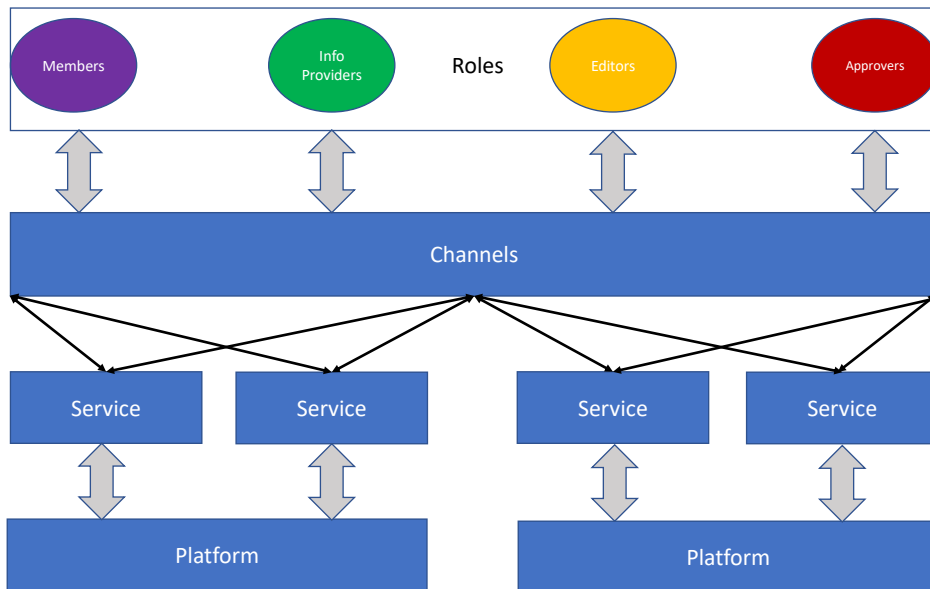 Members
Info
Providers
Roles
Editors
Approvers
Channels
Service
Service
Service
Service
Platform
Platform